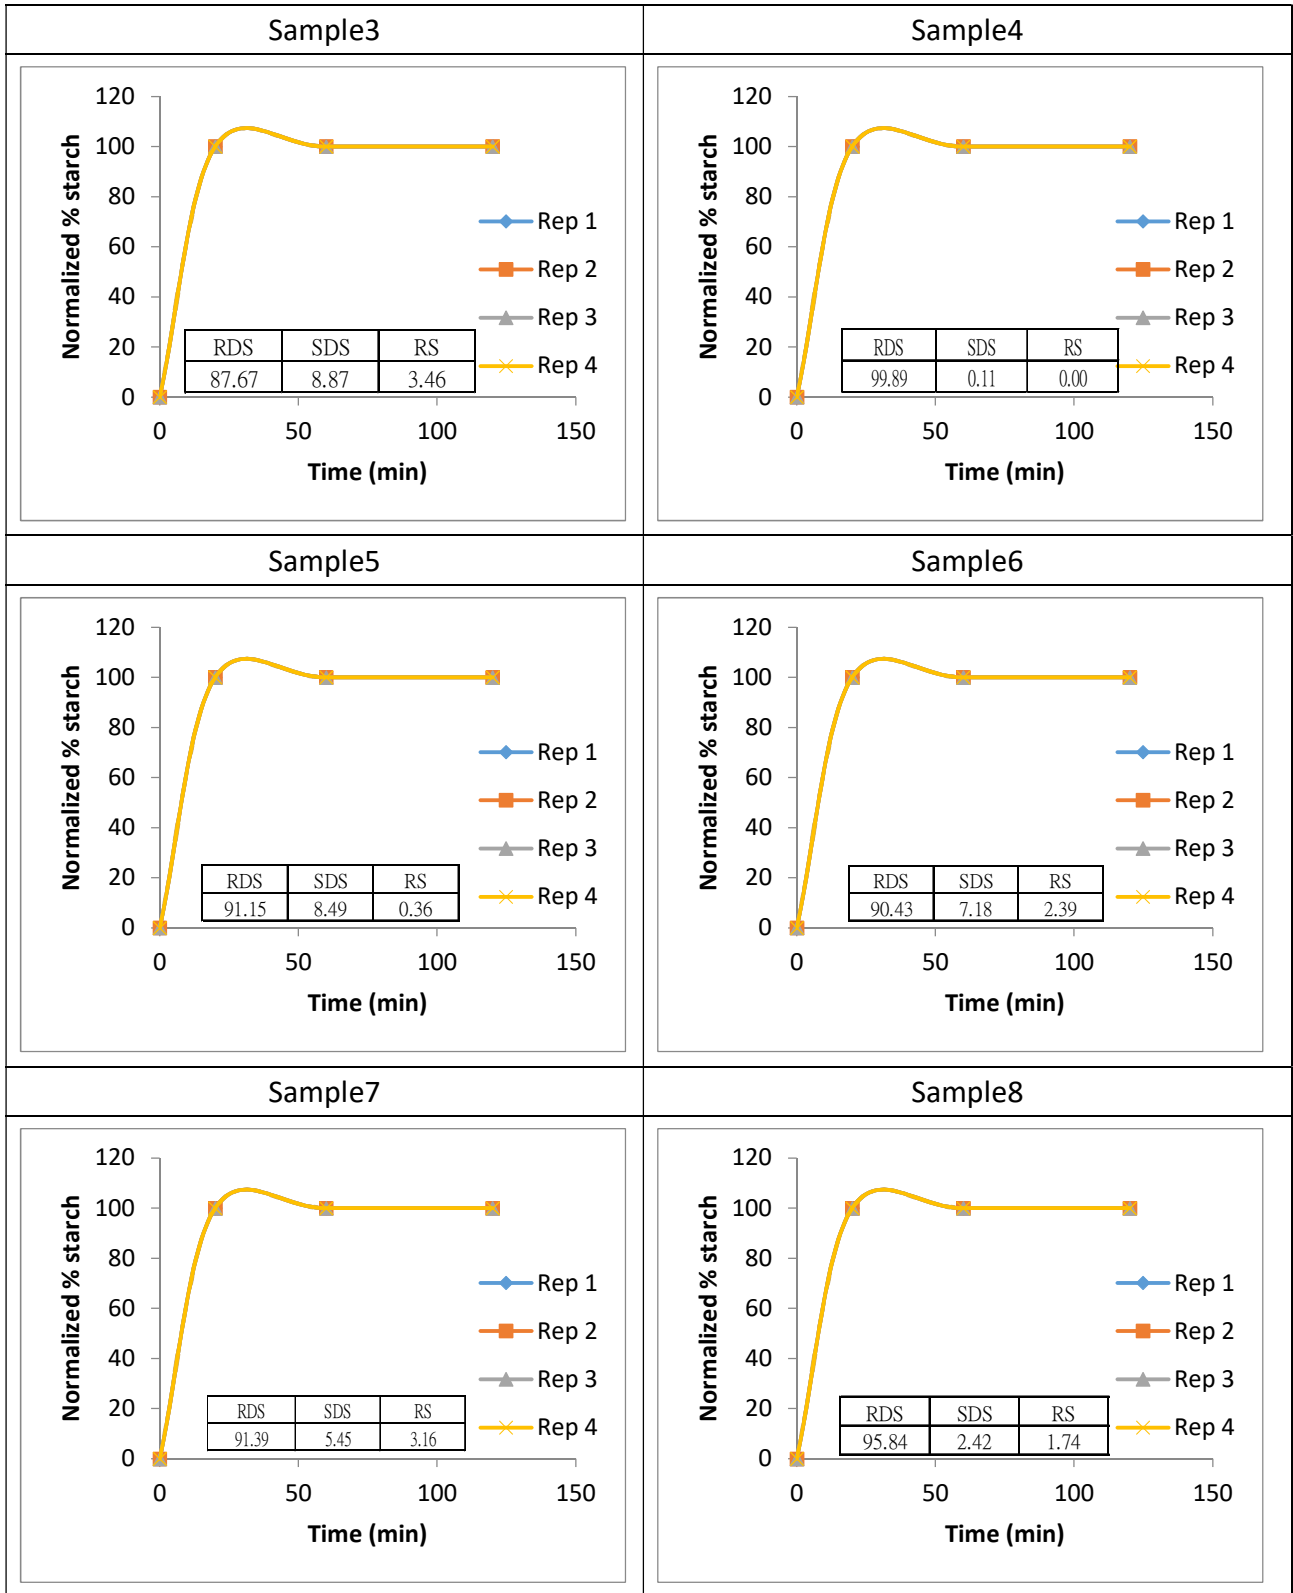 Sample3
Sample4
120
100
80
60
40
20
0
Normalized % starch
0 50 100 150
Time (min)
Rep 1
Rep 2
Rep 3
Rep 4
RDS SDS RS
87.67 8.87 3.46
120
100
80
60
40
20
0
Normalized % starch
0 50 100 150
Time (min)
Rep 1
Rep 2
Rep 3
Rep 4
RDS SDS RS
99.89 0.11 0.00
Sample5
Sample6
120
100
80
60
40
20
0
Normalized % starch
0 50 100 150
Time (min)
Rep 1
Rep 2
Rep 3
Rep 4
RDS SDS RS
91.15 8.49 0.36
120
100
80
60
40
20
0
Normalized % starch
0 50 100 150
Time (min)
Rep 1
Rep 2
Rep 3
Rep 4
RDS SDS RS
90.43 7.18 2.39
Sample7
Sample8
120
100
80
60
40
20
0
Normalized % starch
0 50 100 150
Time (min)
Rep 1
Rep 2
Rep 3
Rep 4
RDS SDS RS
91.39 5.45 3.16
120
100
80
60
40
20
0
Normalized % starch
0 50 100 150
Time (min)
Rep 1
Rep 2
Rep 3
Rep 4
RDS SDS RS
95.84 2.42 1.74